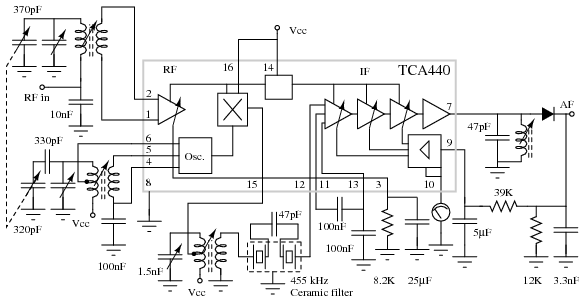 370pF
Vcc
RF
16
14
IF
TCA440
RF in
10nF
2
1
7
AF
47pF
330pF
6
5
4
Osc.
9
8
15
12
11
13
3
10
39K
320pF
Vcc
100nF
47pF
100nF
100nF
5µF
1.5nF
Vcc
455 kHz
Ceramic filter
8.2K
25µF
12K
3.3nF